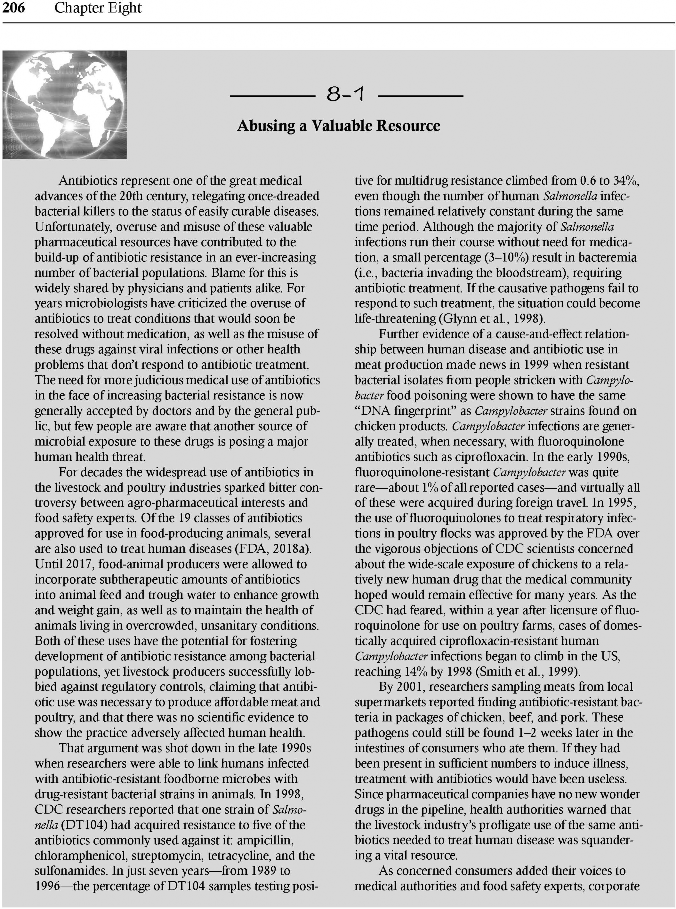 206 Chapter Eight
8-1
Abusing a Valuable Resource
Antibiotics represent one of the great medical
advances of the 20th century, relegating once-dreaded
bacterial killers to the status of easily curable diseases.
Unfortunately, overuse and misuse of these valuable
pharmaceutical resources have contributed to the
build-up of antibiotic resistance in an ever-increasing
number of bacterial populations. Blame for this is
widely shared by physicians and patients alike. For
years microbiologists have criticized the overuse of
antibiotics to treat conditions that would soon be
resolved without medication, as well as the misuse of
these drugs against viral infections or other health
problems that don't respond to antibiotic treatment.
The need for more judicious medical use of antibiotics
in the face of increasing bacterial resistance is now
generally accepted by doctors and by the general pub-
lic, but few people are aware that another source of
microbial exposure to these drugs is posing a major
human health threat.
For decades the widespread use of antibiotics in
the livestock and poultry industries sparked bitter con-
troversy between agro-pharmaceutical interests and
food safety experts. Of the 19 classes of antibiotics
approved for use in food-producing animals, several
are also used to treat human diseases (FDA, 2018a).
Until 2017, food-animal producers were allowed to
incorporate subtherapeutic amounts of antibiotics
into animal feed and trough water to enhance growth
and weight gain, as well as to maintain the health of
animals living in overcrowded, unsanitary conditions.
Both of these uses have the potential for fostering
development of antibiotic resistance among bacterial
populations, yet livestock producers successfully lob-
bied against regulatory controls, claiming that antibi-
otic use was necessary to produce affordable meat and
poultry, and that there was no scientific evidence to
show the practice adversely affected human health.
That argument was shot down in the late 1990s
when researchers were able to link humans infected
with antibiotic-resistant foodborne microbes with
drug-resistant bacterial strains in animals. In 1998,
CDC researchers reported that one strain of Salmo-
nella (DT104) had acquired resistance to five of the
antibiotics commonly used against it: ampicillin,
chloramphenicol, streptomycin, tetracycline, and the
sulfonamides. In just seven years—from 1989 to
1996—the percentage of DT104 samples testing posi-
tive for multidrug resistance climbed from 0.6 to 34%,
even though the number of human Salmonella infec-
tions remained relatively constant during the same
time period. Although the majority of Salmonella
infections run their course without need for medica-
tion, a small percentage (3–10%) result in bacteremia
(i.e., bacteria invading the bloodstream), requiring
antibiotic treatment. If the causative pathogens fail to
respond to such treatment, the situation could become
life-threatening (Glynn et al., 1998).
Further evidence of a cause-and-effect relation-
ship between human disease and antibiotic use in
meat production made news in 1999 when resistant
bacterial isolates from people stricken with Campylo-
bacter food poisoning were shown to have the same
"DNA fingerprint" as Campylobacter strains found on
chicken products. Campylobacter infections are gener-
ally treated, when necessary, with fluoroquinolone
antibiotics such as ciprofloxacin. In the early 1990s,
fluoroquinolone-resistant Campylobacter was quite
rare—about 1% of all reported cases—and virtually all
of these were acquired during foreign travel. In 1995,
the use of fluoroquinolones to treat respiratory infec-
tions in poultry flocks was approved by the FDA over
the vigorous objections of CDC scientists concerned
about the wide-scale exposure of chickens to a rela-
tively new human drug that the medical community
hoped would remain effective for many years. As the
CDC had feared, within a year after licensure of fluo-
roquinolone for use on poultry farms, cases of domes-
tically acquired ciprofloxacin-resistant human
Campylobacter infections began to climb in the US,
reaching 14% by 1998 (Smith et al., 1999).
By 2001, researchers sampling meats from local
supermarkets reported finding antibiotic-resistant bac-
teria in packages of chicken, beef, and pork. These
pathogens could still be found 1–2 weeks later in the
intestines of consumers who ate them. If they had
been present in sufficient numbers to induce illness,
treatment with antibiotics would have been useless.
Since pharmaceutical companies have no new wonder
drugs in the pipeline, health authorities warned that
the livestock industry's profligate use of the same anti-
biotics needed to treat human disease was squander-
ing a vital resource.
As concerned consumers added their voices to
medical authorities and food safety experts, corporate